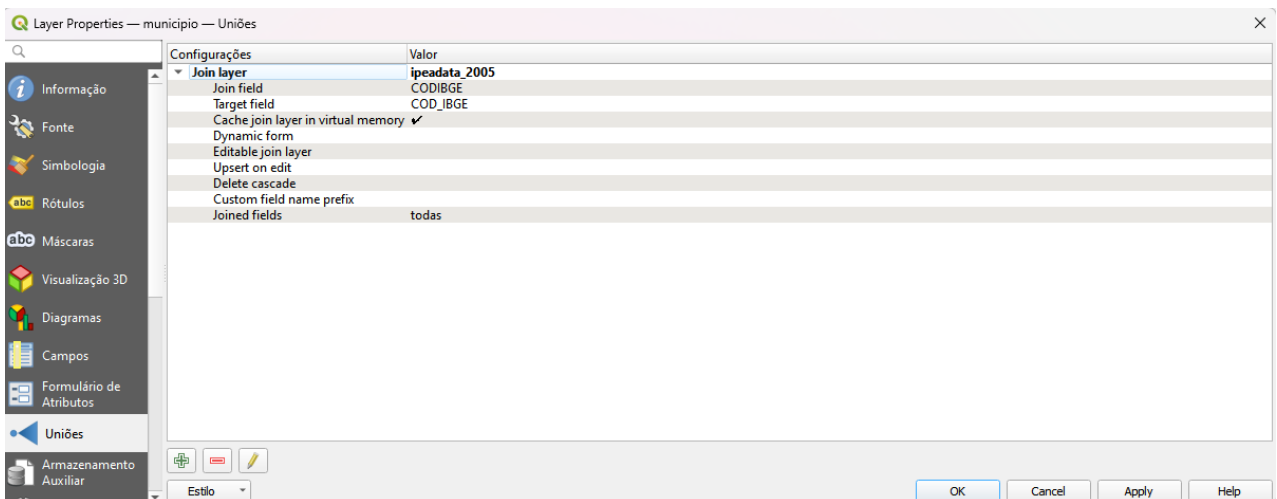 Layer Properties — municipio — Uniões
Configurações Valor
Join layer ipeadata_2005
Join field CODIBGE
Target field COD_IBGE
Cache join layer in virtual memory ✔
Dynamic form
Editable join layer
Upsert on edit
Delete cascade
Custom field name prefix
Joined fields todas
Informação
Fonte
Simbologia
abc Rótulos
abc Máscaras
Visualização 3D
Diagramas
Campos
Formulário de
Atributos
Uniões
Armazenamento
Auxiliar
Estilo OK Cancel Apply Help